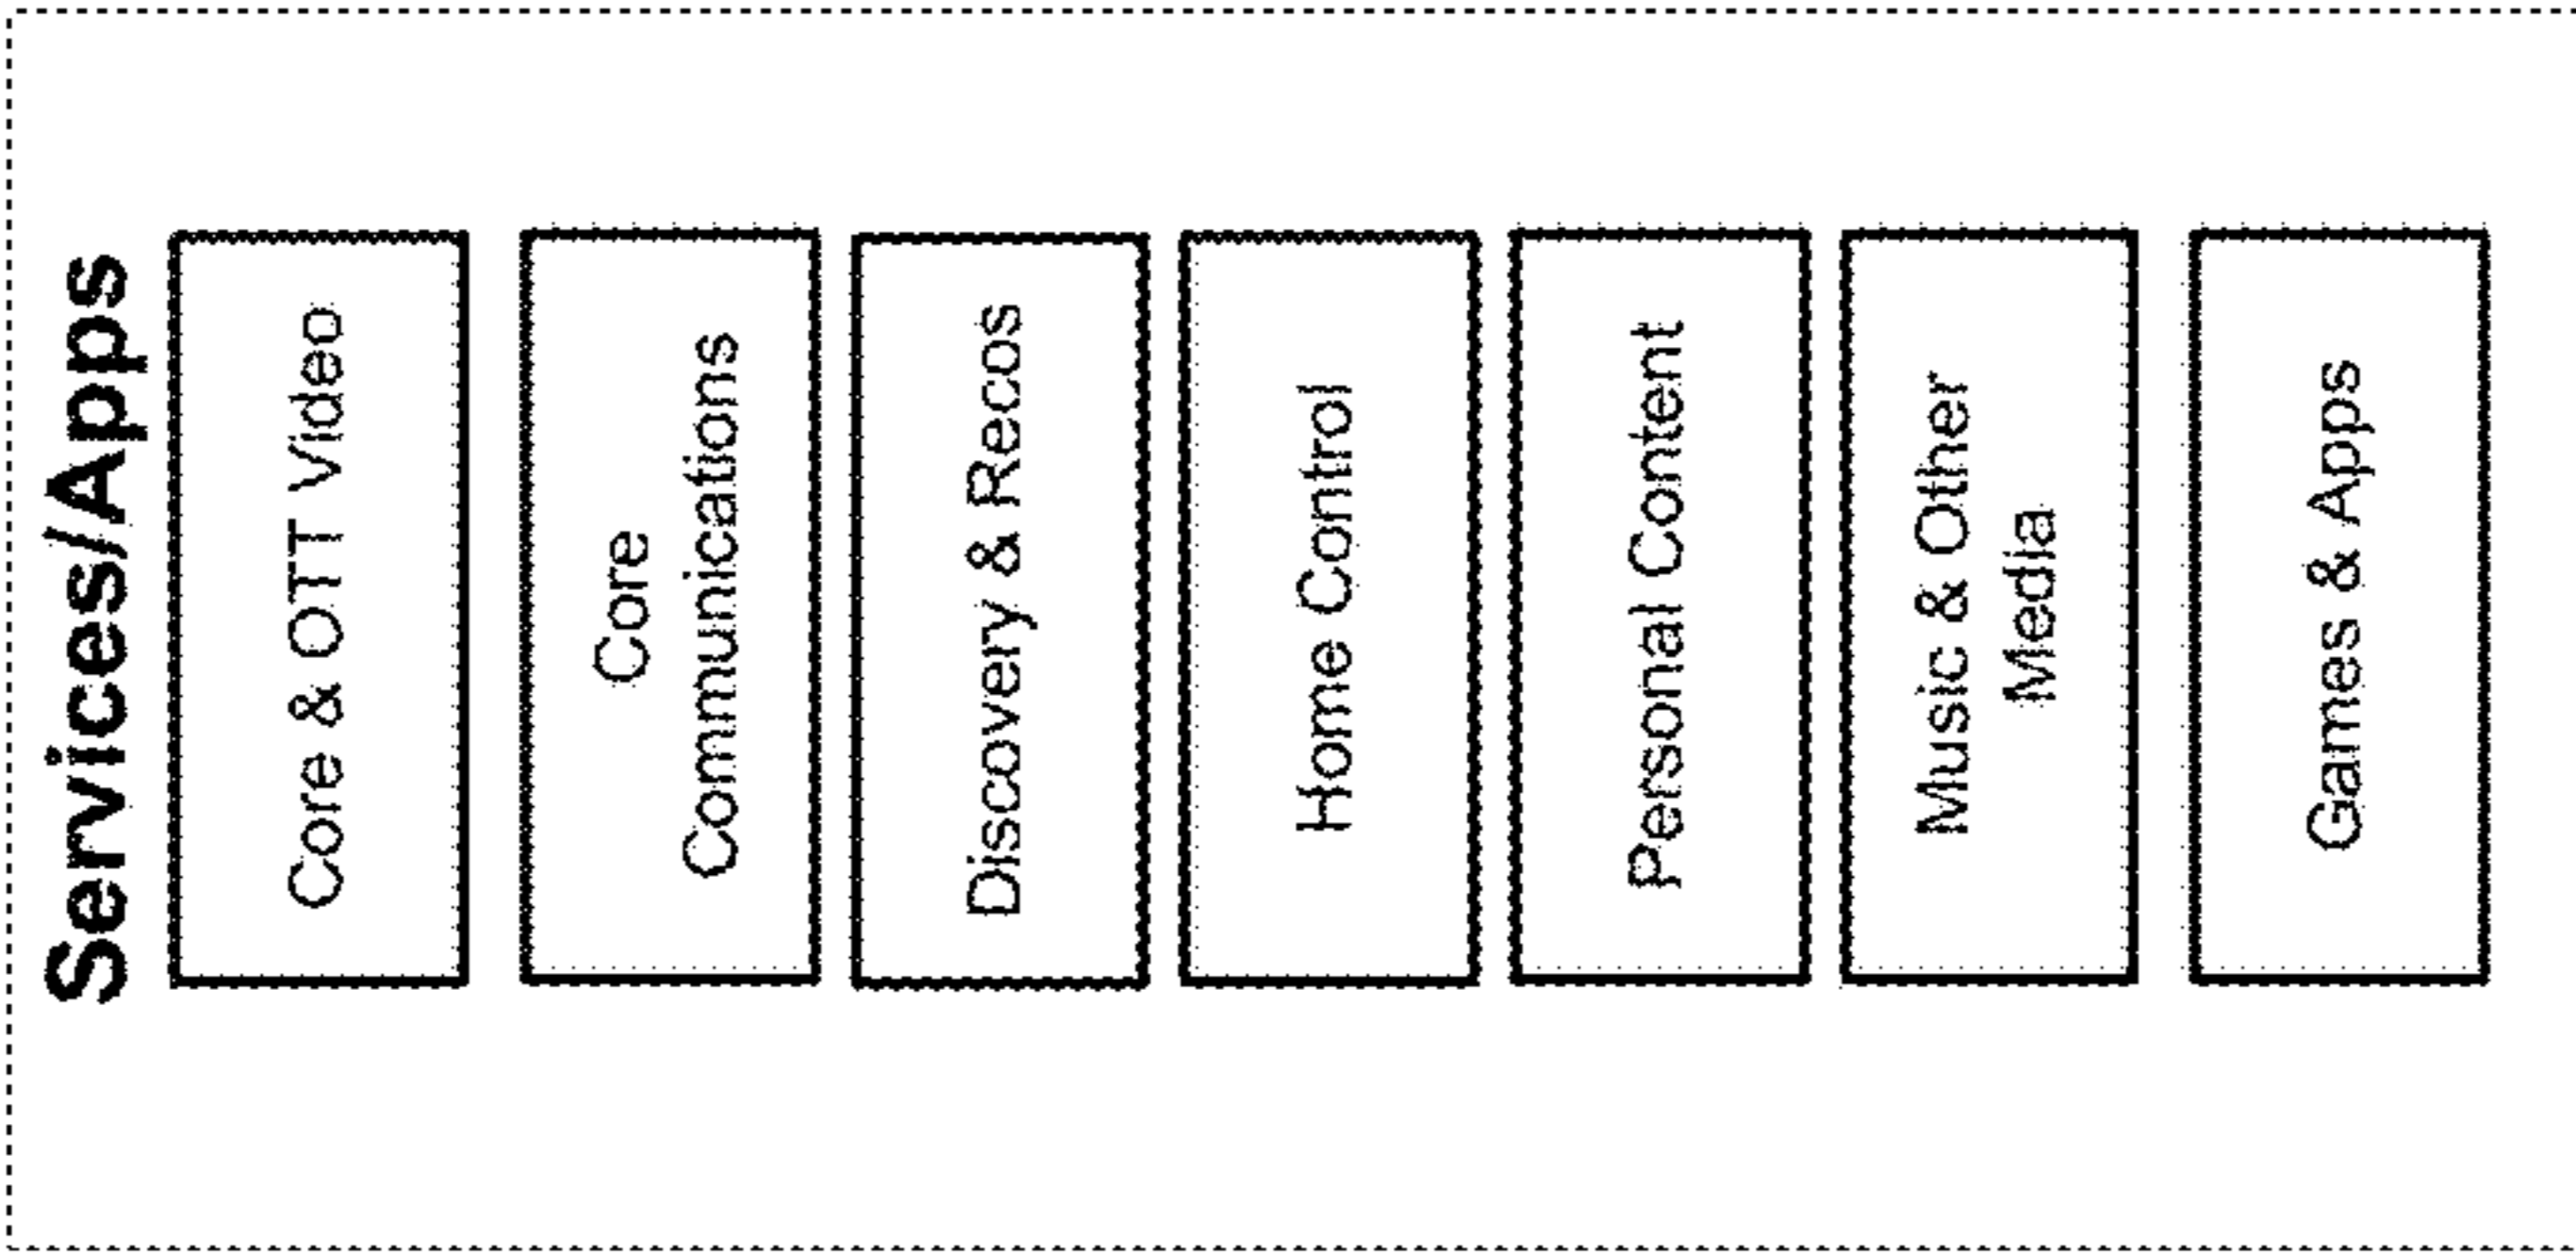 Services/Apps
Core & OTT Video
Core
Communications
Discovery & Recos
Home Control
Personal Content
Music & Other
Media
Games & Apps